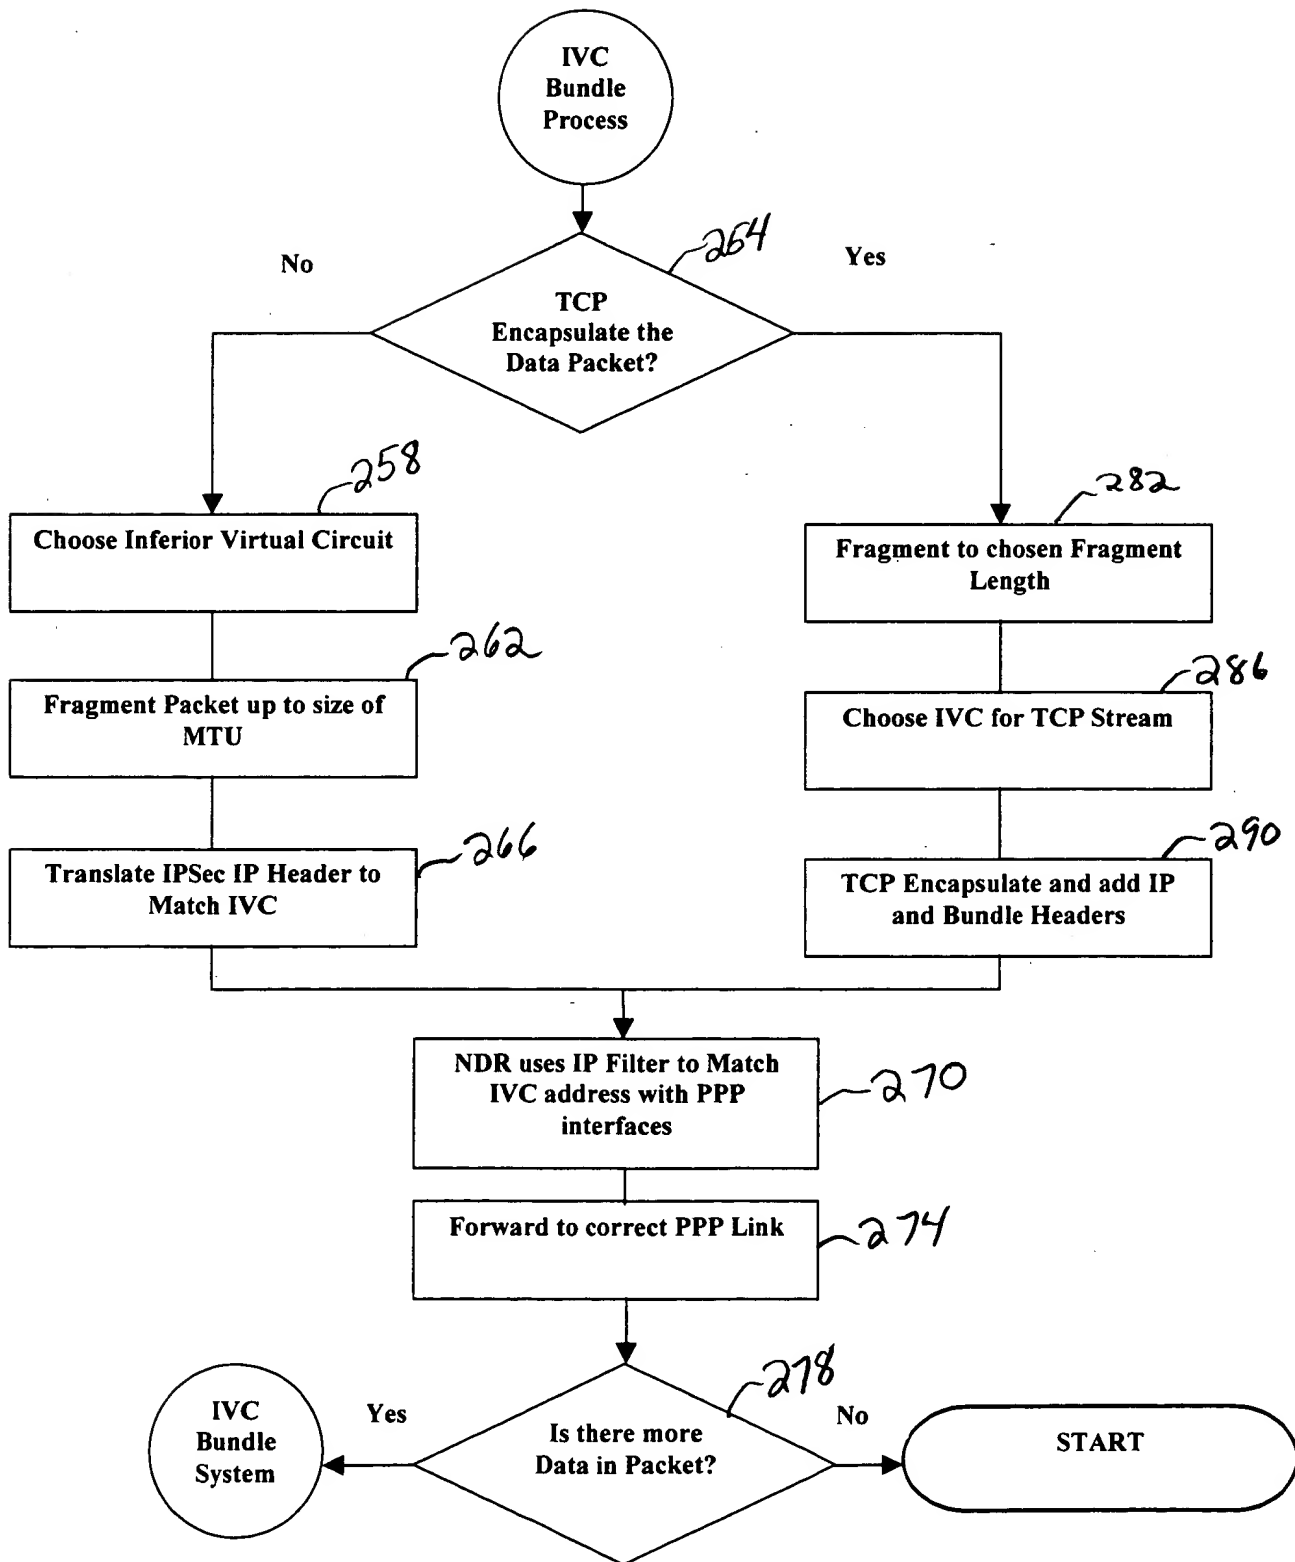 IVC
Bundle
Process
264
No
Yes
TCP
Encapsulate the
Data Packet?
258
Choose Inferior Virtual Circuit
282
Fragment to chosen Fragment
Length
262
Fragment Packet up to size of
MTU
286
Choose IVC for TCP Stream
266
Translate IPSec IP Header to
Match IVC
290
TCP Encapsulate and add IP
and Bundle Headers
NDR uses IP Filter to Match
IVC address with PPP
interfaces
270
Forward to correct PPP Link
274
278
IVC
Bundle
System
Yes
Is there more
Data in Packet?
No
START